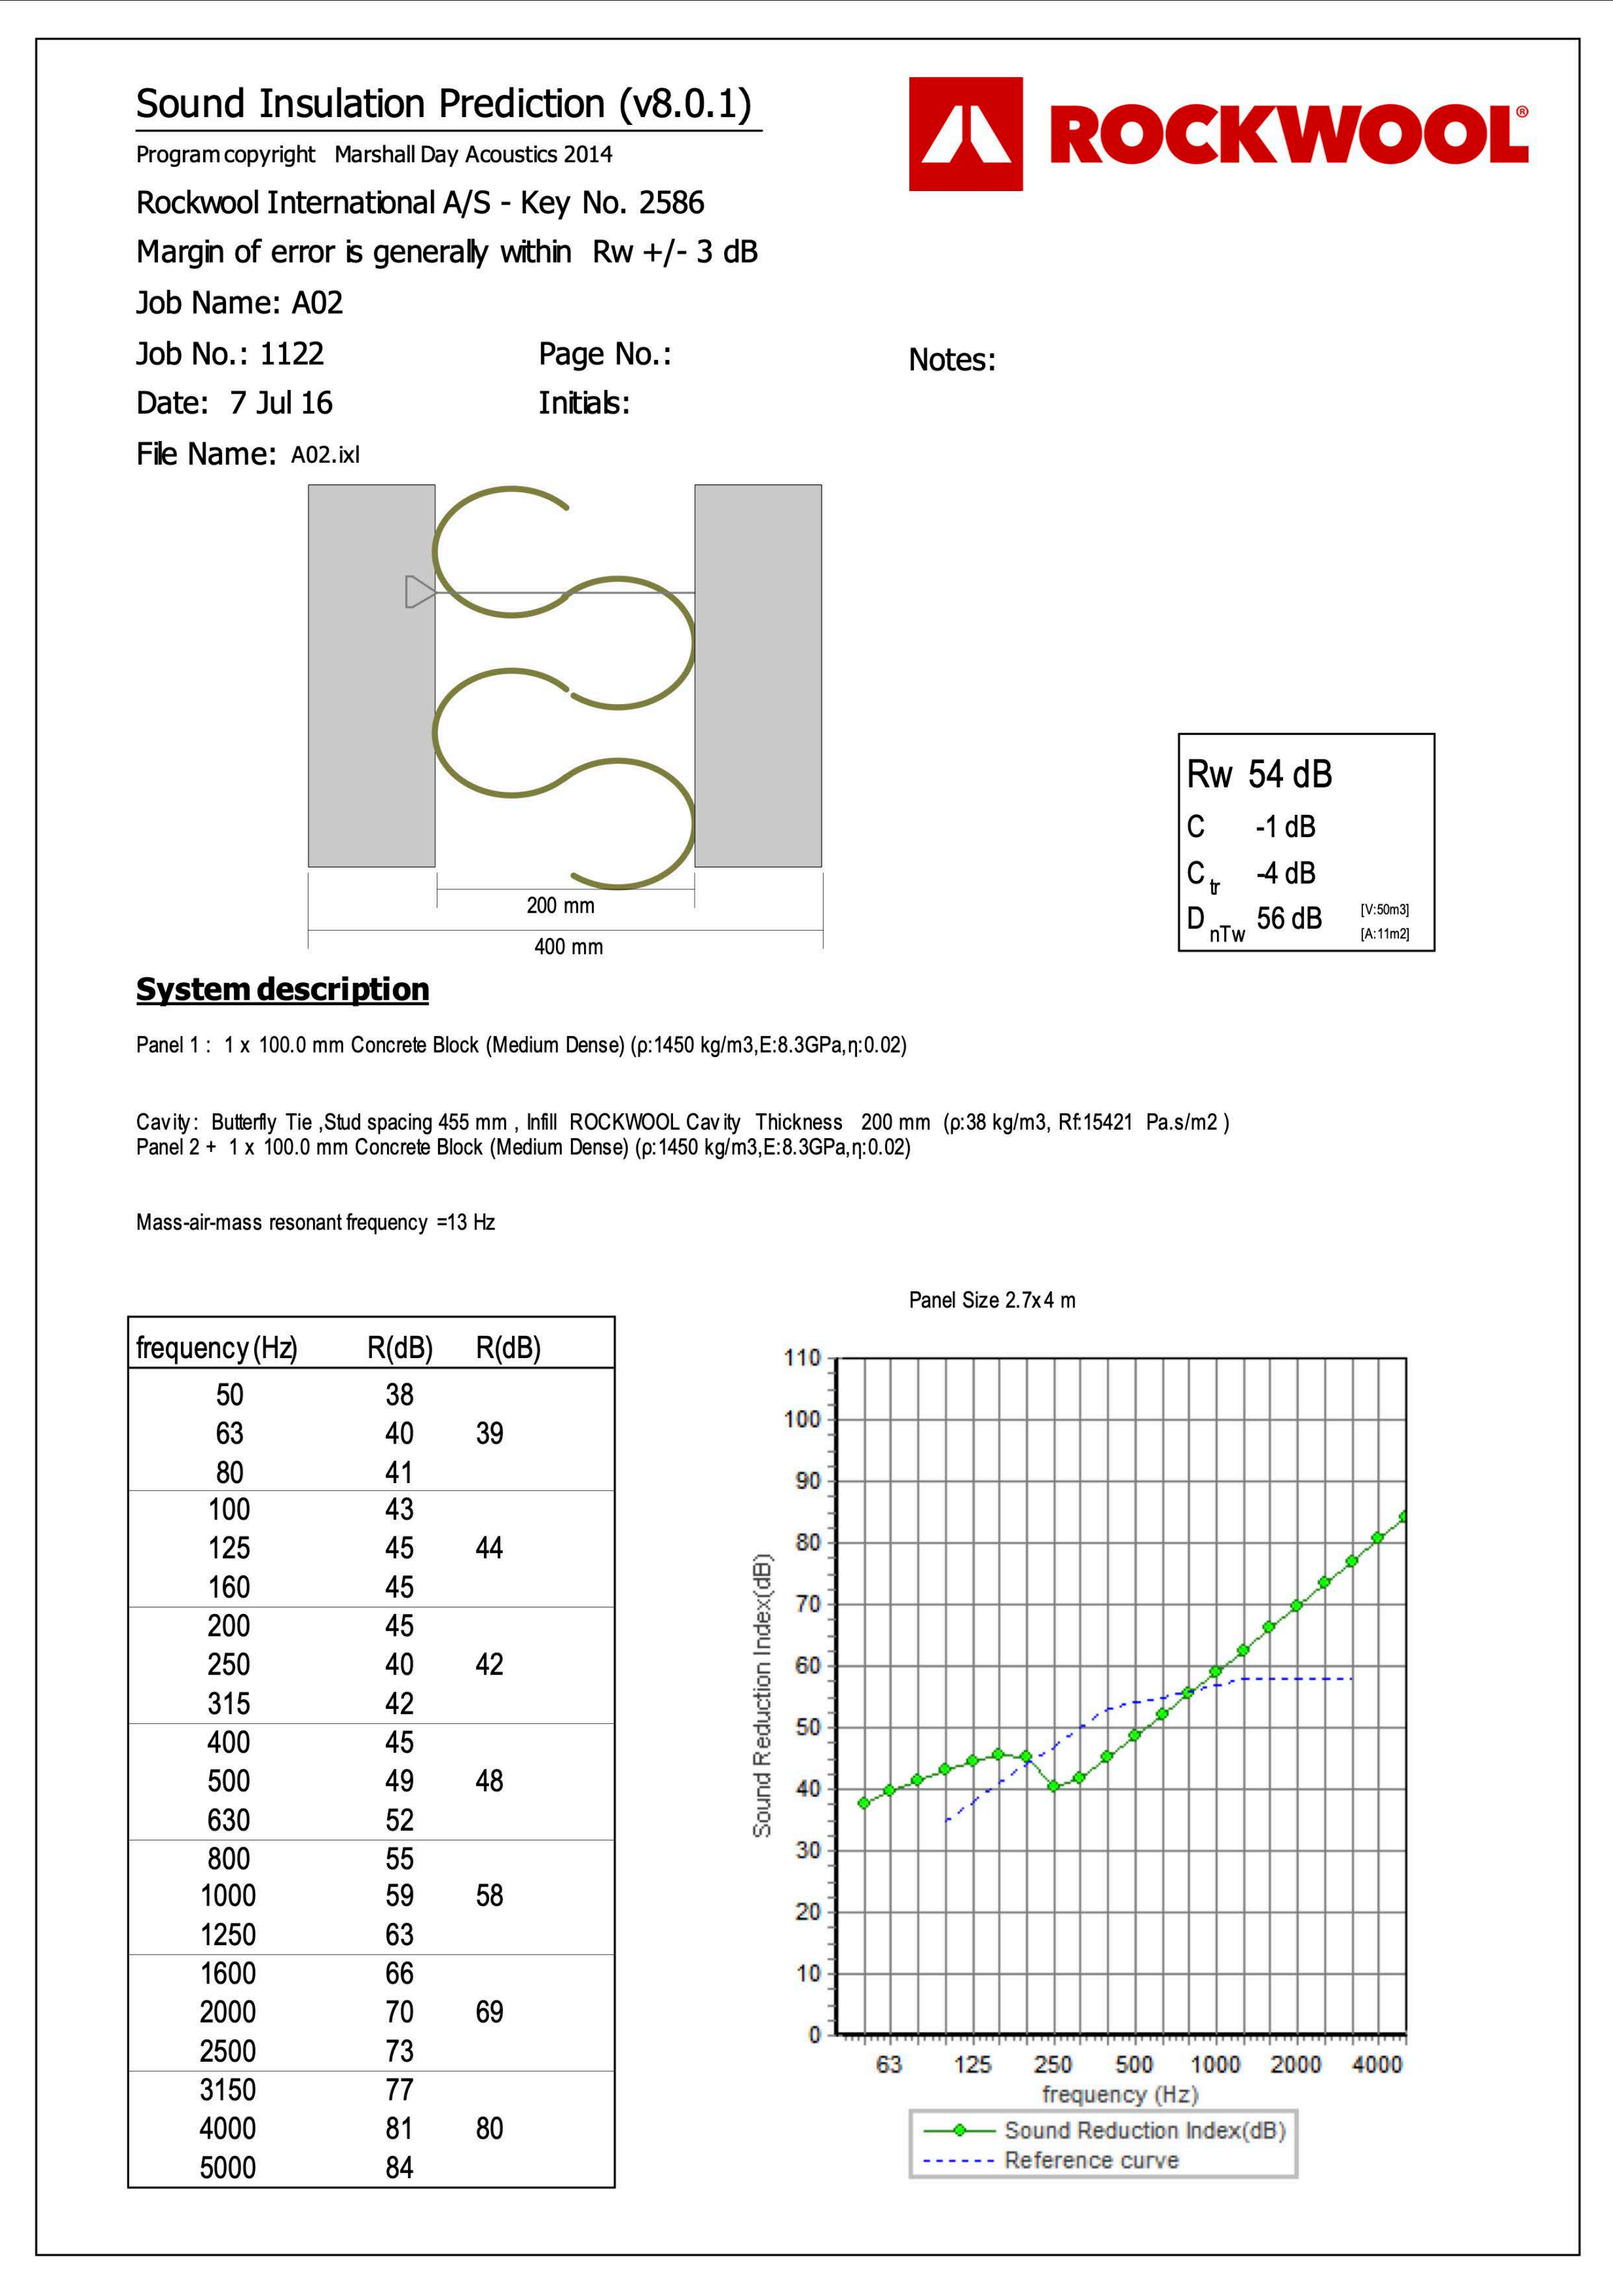 Sound Insulation Prediction (v8.0.1)
ROCKWOOL®
Program copyright Marshall Day Acoustics 2014
Rockwool International A/S - Key No. 2586
Margin of error is generally within Rw +/- 3 dB
Job Name: A02
Job No.: 1122 Page No.: Notes:
Date: 7 Jul 16 Initials:
File Name: A02.ixl
200 mm
400 mm
Rw 54 dB
C -1 dB
Ctr -4 dB
DnTw 56 dB [V:50m3]
[A:11m2]
System description
Panel 1 : 1 x 100.0 mm Concrete Block (Medium Dense) (ρ:1450 kg/m3,E:8.3GPa,η:0.02)
Cavity: Butterfly Tie ,Stud spacing 455 mm , Infill ROCKWOOL Cavity Thickness 200 mm (ρ:38 kg/m3, Rf:15421 Pa.s/m2 )
Panel 2 + 1 x 100.0 mm Concrete Block (Medium Dense) (ρ:1450 kg/m3,E:8.3GPa,η:0.02)
Mass-air-mass resonant frequency =13 Hz
frequency (Hz) R(dB) R(dB)
50 38
63 40 39
80 41
100 43
125 45 44
160 45
200 45
250 40 42
315 42
400 45
500 49 48
630 52
800 55
1000 59 58
1250 63
1600 66
2000 70 69
2500 73
3150 77
4000 81 80
5000 84
Panel Size 2.7x4 m
Sound Reduction Index(dB)
110
100
90
80
70
60
50
40
30
20
10
0
63 125 250 500 1000 2000 4000
frequency (Hz)
Sound Reduction Index(dB)
Reference curve